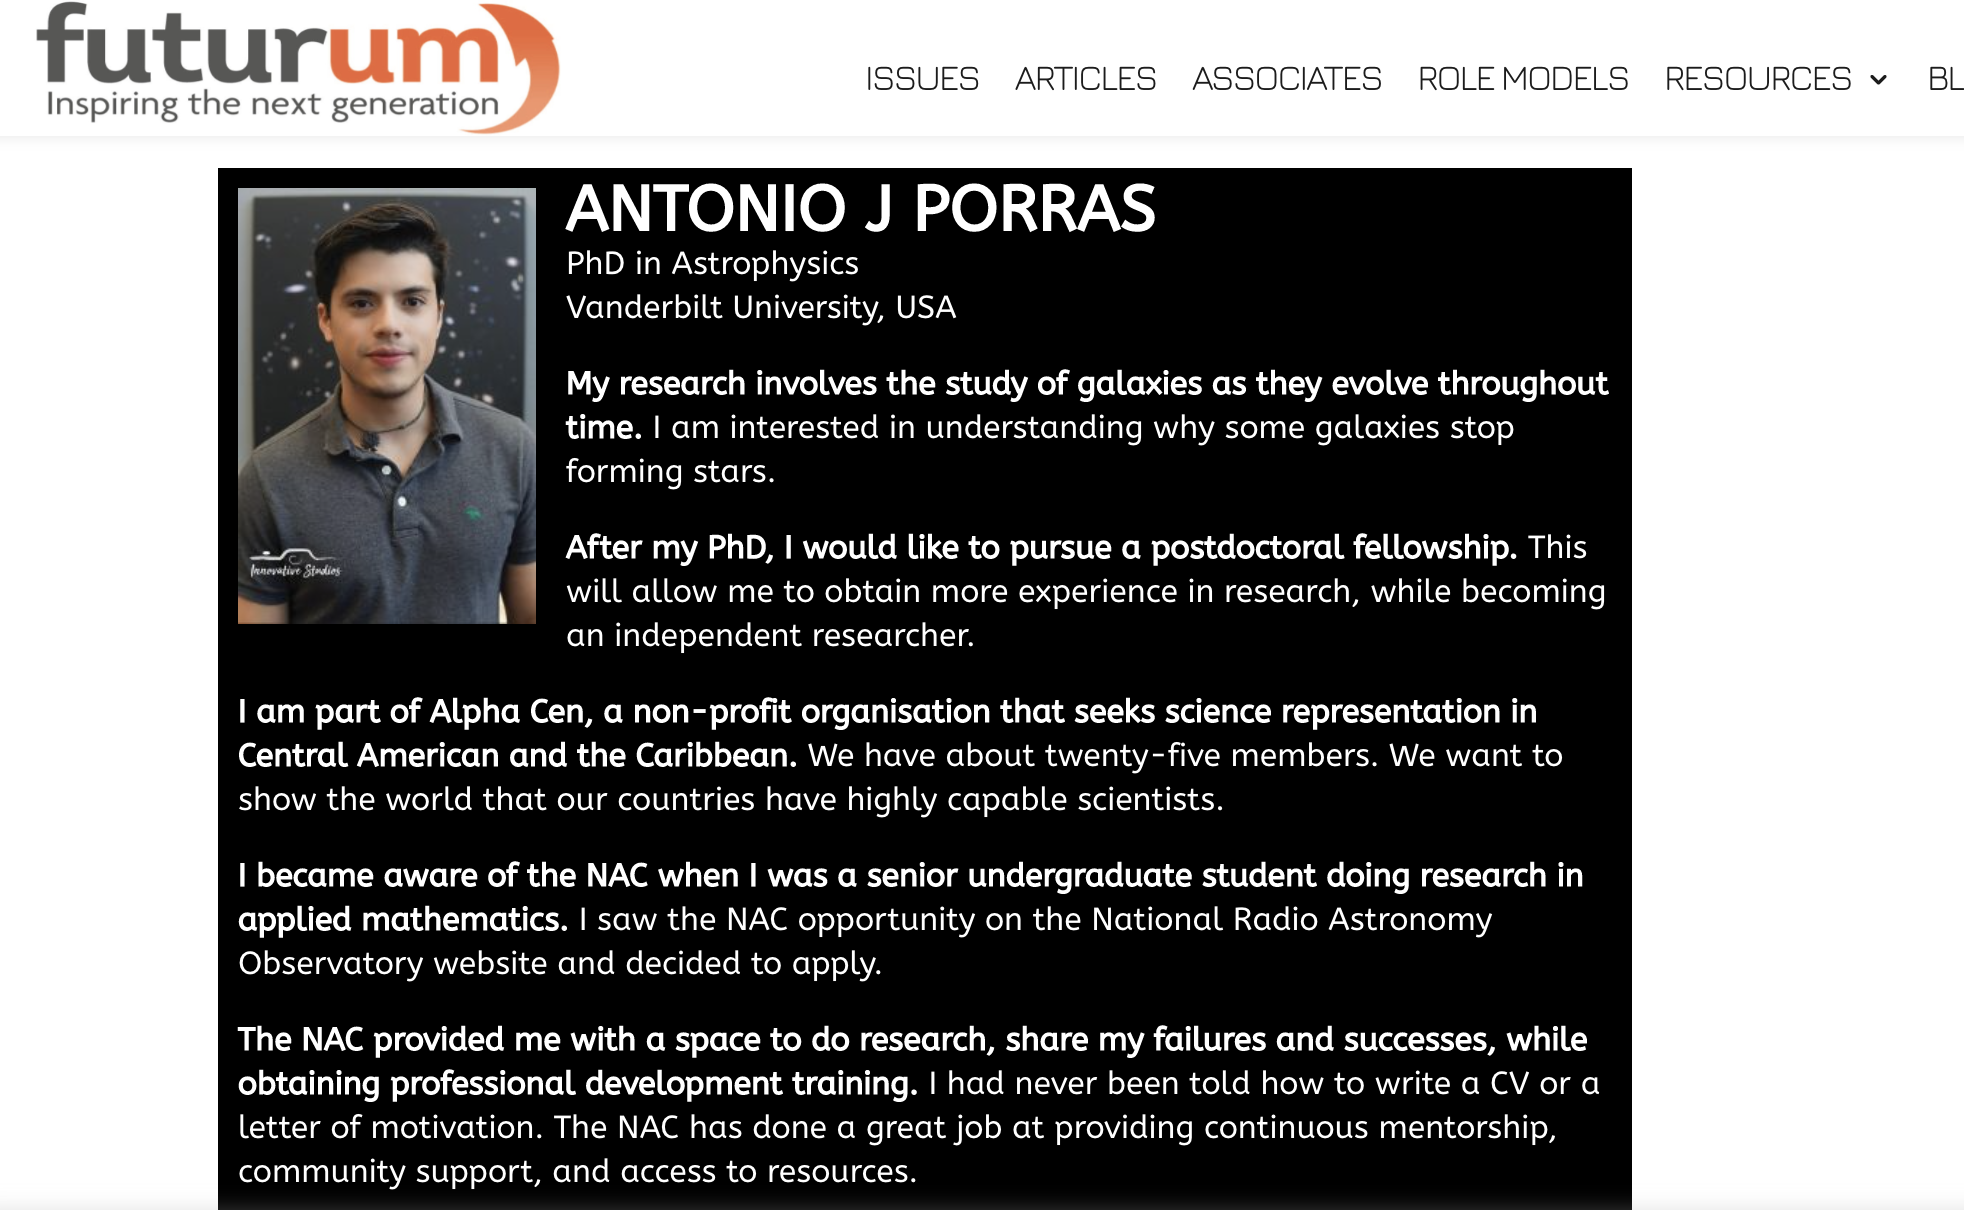 futurum
Inspiring the next generation
ISSUES ARTICLES ASSOCIATES ROLE MODELS RESOURCES BL
ANTONIO J PORRAS
PhD in Astrophysics
Vanderbilt University, USA
My research involves the study of galaxies as they evolve throughout
time. I am interested in understanding why some galaxies stop
forming stars.
After my PhD, I would like to pursue a postdoctoral fellowship. This
will allow me to obtain more experience in research, while becoming
an independent researcher.
Innovative Studios
I am part of Alpha Cen, a non-profit organisation that seeks science representation in
Central American and the Caribbean. We have about twenty-five members. We want to
show the world that our countries have highly capable scientists.
I became aware of the NAC when I was a senior undergraduate student doing research in
applied mathematics. I saw the NAC opportunity on the National Radio Astronomy
Observatory website and decided to apply.
The NAC provided me with a space to do research, share my failures and successes, while
obtaining professional development training. I had never been told how to write a CV or a
letter of motivation. The NAC has done a great job at providing continuous mentorship,
community support, and access to resources.